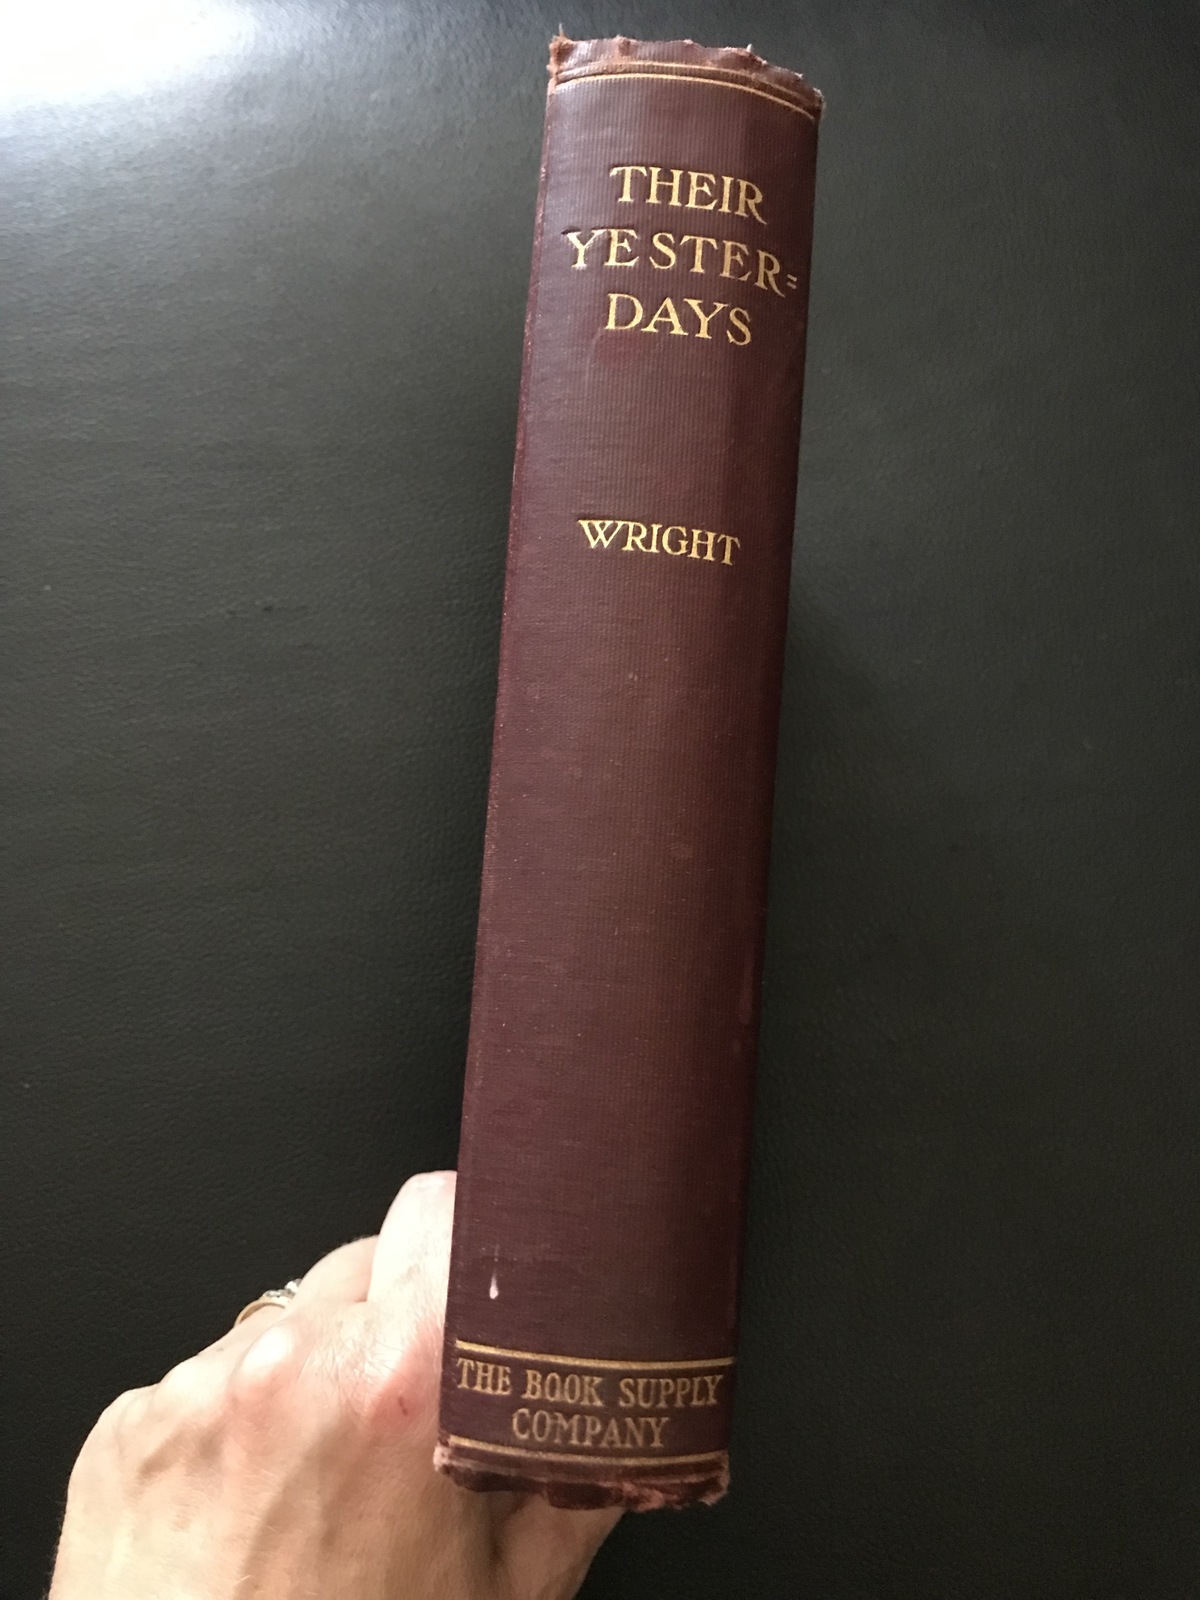 THEIR
YESTER=
DAYS
WRIGHT
THE BOOK SUPPLY
COMPANY